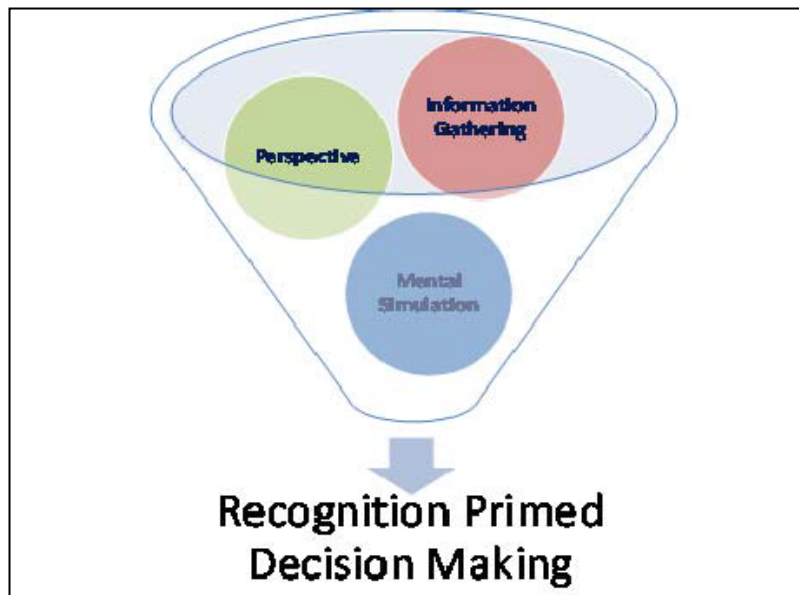 Information
Gathering
Perspective
Mental
Simulation
Recognition Primed
Decision Making